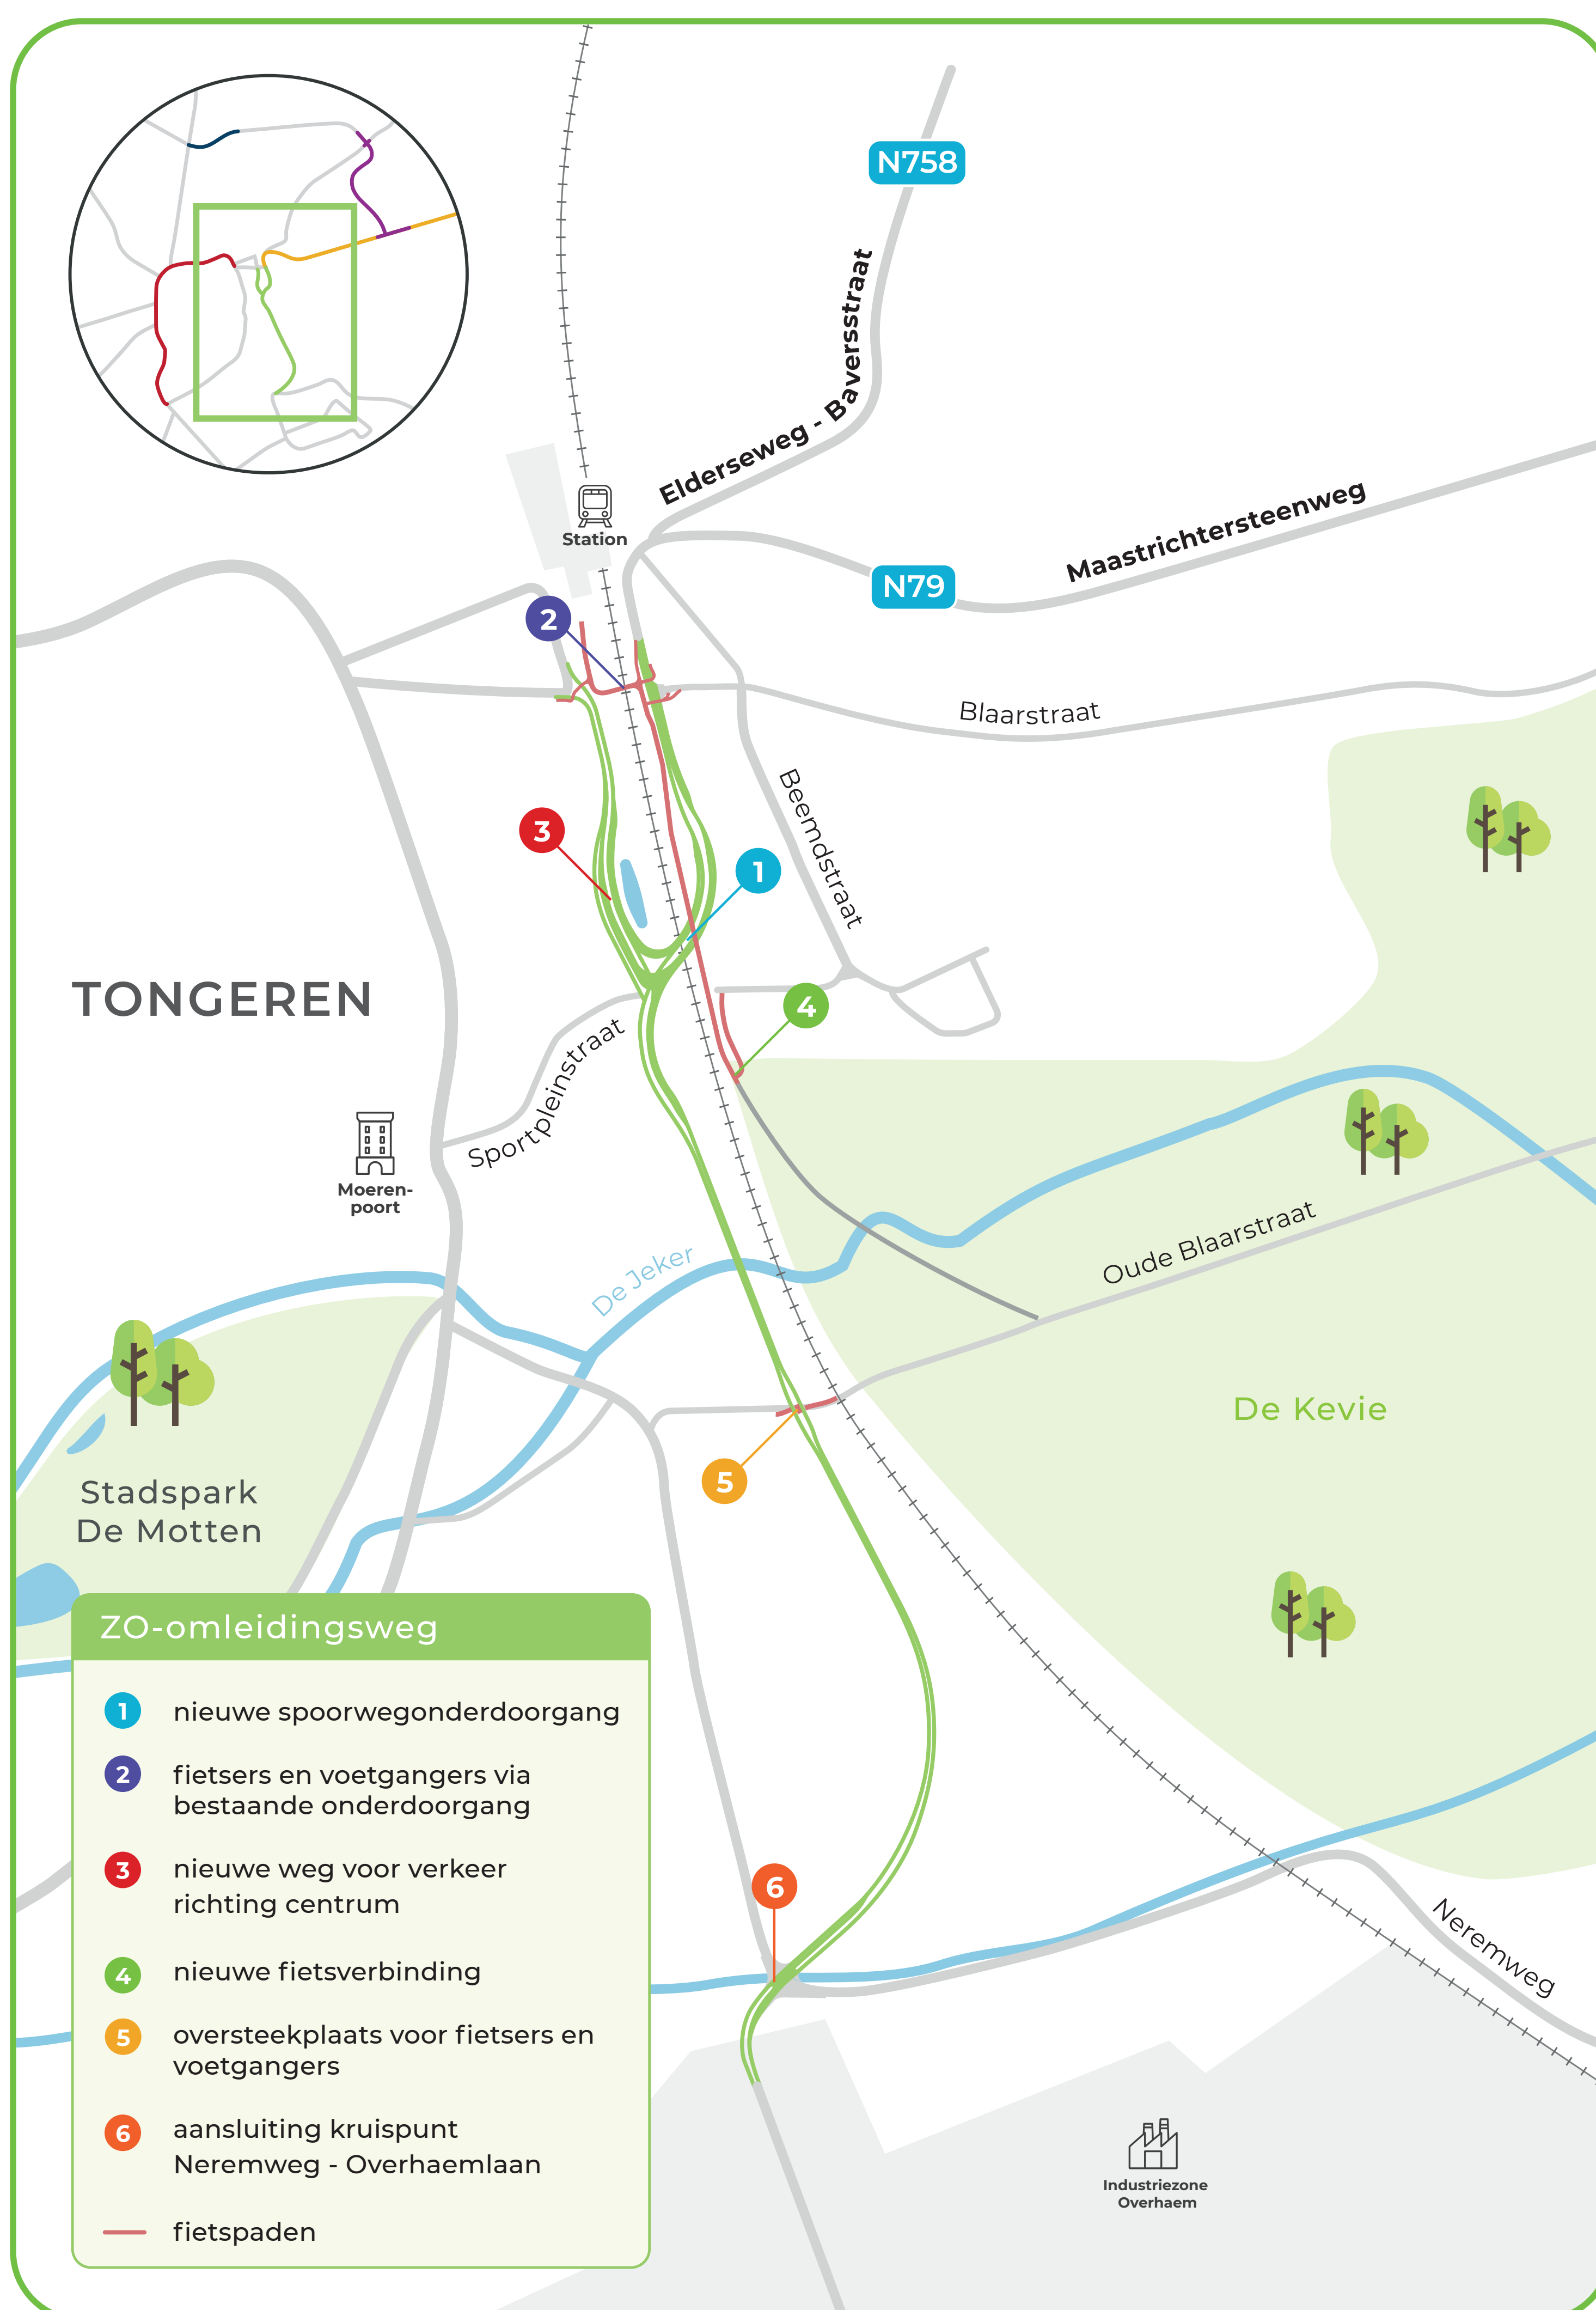 N758
Elderseweg - Baversstraat
Station
Maastrichtersteenweg
N79
2
Blaarstraat
Beemdstraat
3
1
TONGEREN
4
Sportpleinstraat
Moeren-
poort
De Jeker
Oude Blaarstraat
De Kevie
5
Stadspark
De Motten
6
Neremweg
Industriezone
Overhaem
ZO-omleidingsweg
1 nieuwe spoorwegonderdoorgang
2 fietsers en voetgangers via
bestaande onderdoorgang
3 nieuwe weg voor verkeer
richting centrum
4 nieuwe fietsverbinding
5 oversteekplaats voor fietsers en
voetgangers
6 aansluiting kruispunt
Neremweg - Overhaemlaan
fietspaden